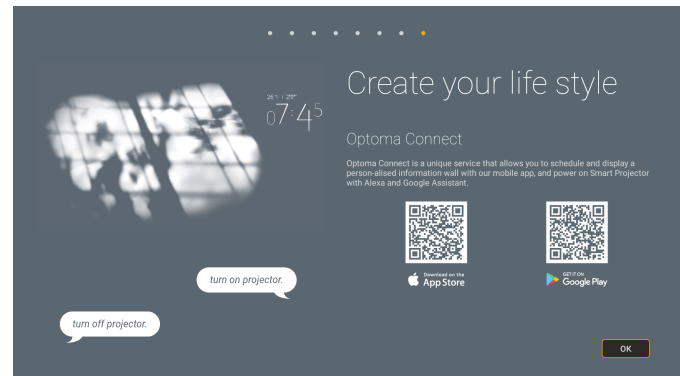 Create your life style
26°c | 2
07:45
Optoma Connect
Optoma Connect is a unique service that allows you to schedule and display a
person-alised information wall with our mobile app, and power on Smart Projector
with Alexa and Google Assistant.
Download on the
App Store
GET IT ON
Google Play
turn on projector.
turn off projector.
OK